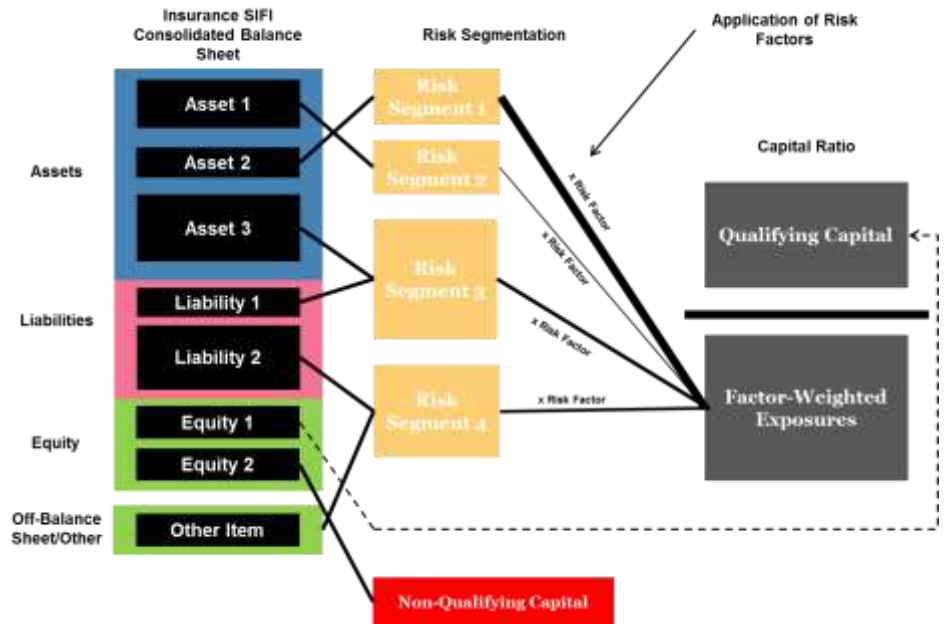 Insurance SIFI
Consolidated Balance
Sheet
Risk Segmentation
Application of Risk
Factors
Assets
Asset 1
Asset 2
Asset 3
Risk
Segment 1
Risk
Segment 2
Risk
Segment 3
Risk
Segment 4
x Risk Factor
x Risk Factor
x Risk Factor
x Risk Factor
Capital Ratio
Qualifying Capital
Factor-Weighted
Exposures
Liabilities
Liability 1
Liability 2
Equity
Equity 1
Equity 2
Off-Balance
Sheet/Other
Other Item
Non-Qualifying Capital